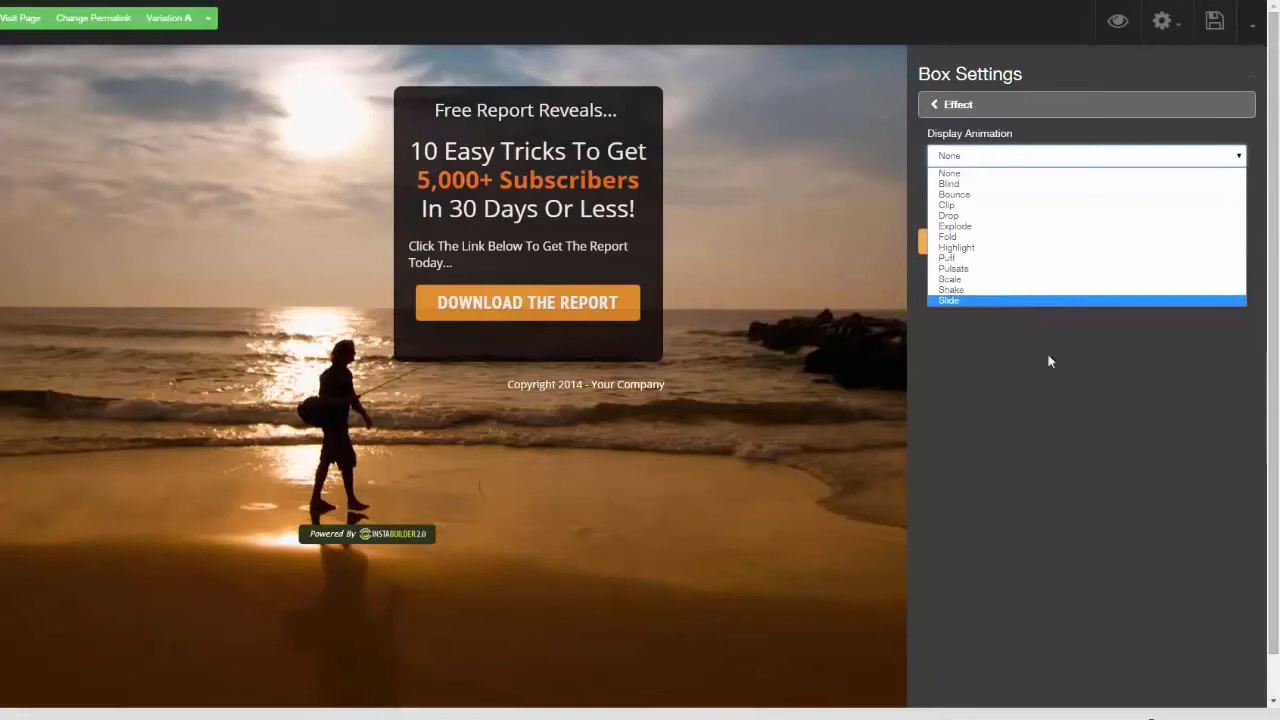 Visit Page
Change Permalink
Variation A
Free Report Reveals...
10 Easy Tricks To Get
5,000+ Subscribers
In 30 Days Or Less!
Click The Link Below To Get The Report
Today...
DOWNLOAD THE REPORT
Copyright 2014 - Your Company
Powered By INSTABUILDER 2.0
Box Settings
Effect
Display Animation
None
None
Blind
Bounce
Clip
Drop
Explode
Fold
Highlight
Puff
Pulsate
Scale
Shake
Slide